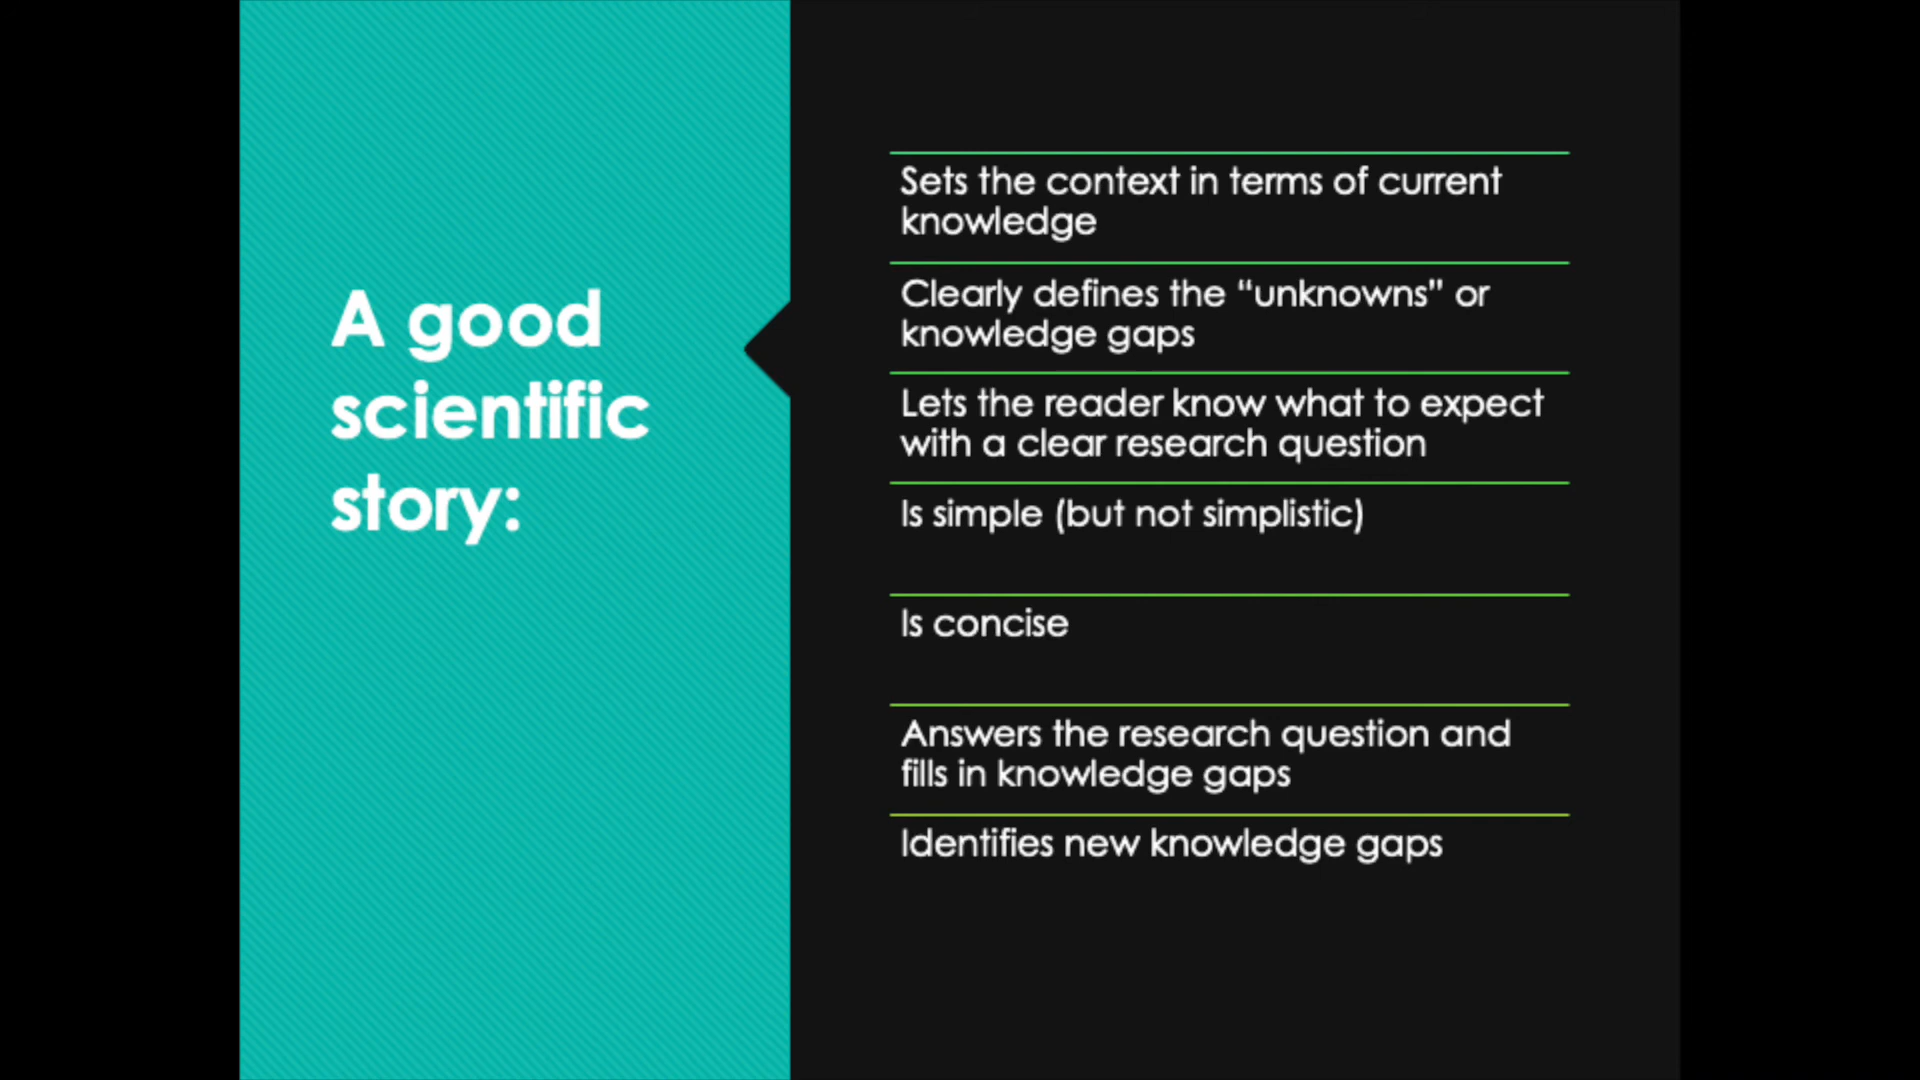 A good
scientific
story:
Sets the context in terms of current
knowledge
Clearly defines the “unknowns” or
knowledge gaps
Lets the reader know what to expect
with a clear research question
Is simple (but not simplistic)
Is concise
Answers the research question and
fills in knowledge gaps
Identifies new knowledge gaps